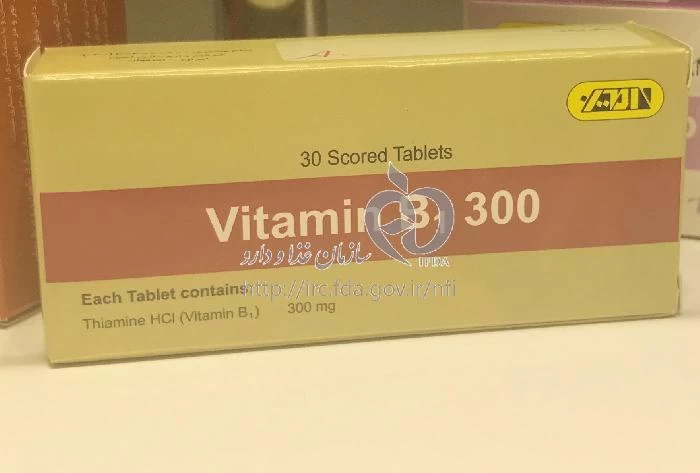 30 Scored Tablets
Vitamin B₁ 300
سازمان غذا و دارو
IFDA
Each Tablet contains
http://irc.fda.gov.ir/nfi
Thiamine HCl (Vitamin B₁) 300 mg